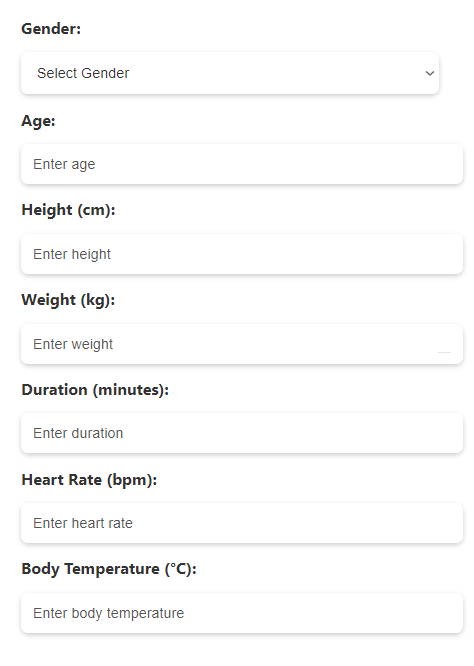 Gender:
Select Gender
Age:
Enter age
Height (cm):
Enter height
Weight (kg):
Enter weight
Duration (minutes):
Enter duration
Heart Rate (bpm):
Enter heart rate
Body Temperature (°C):
Enter body temperature